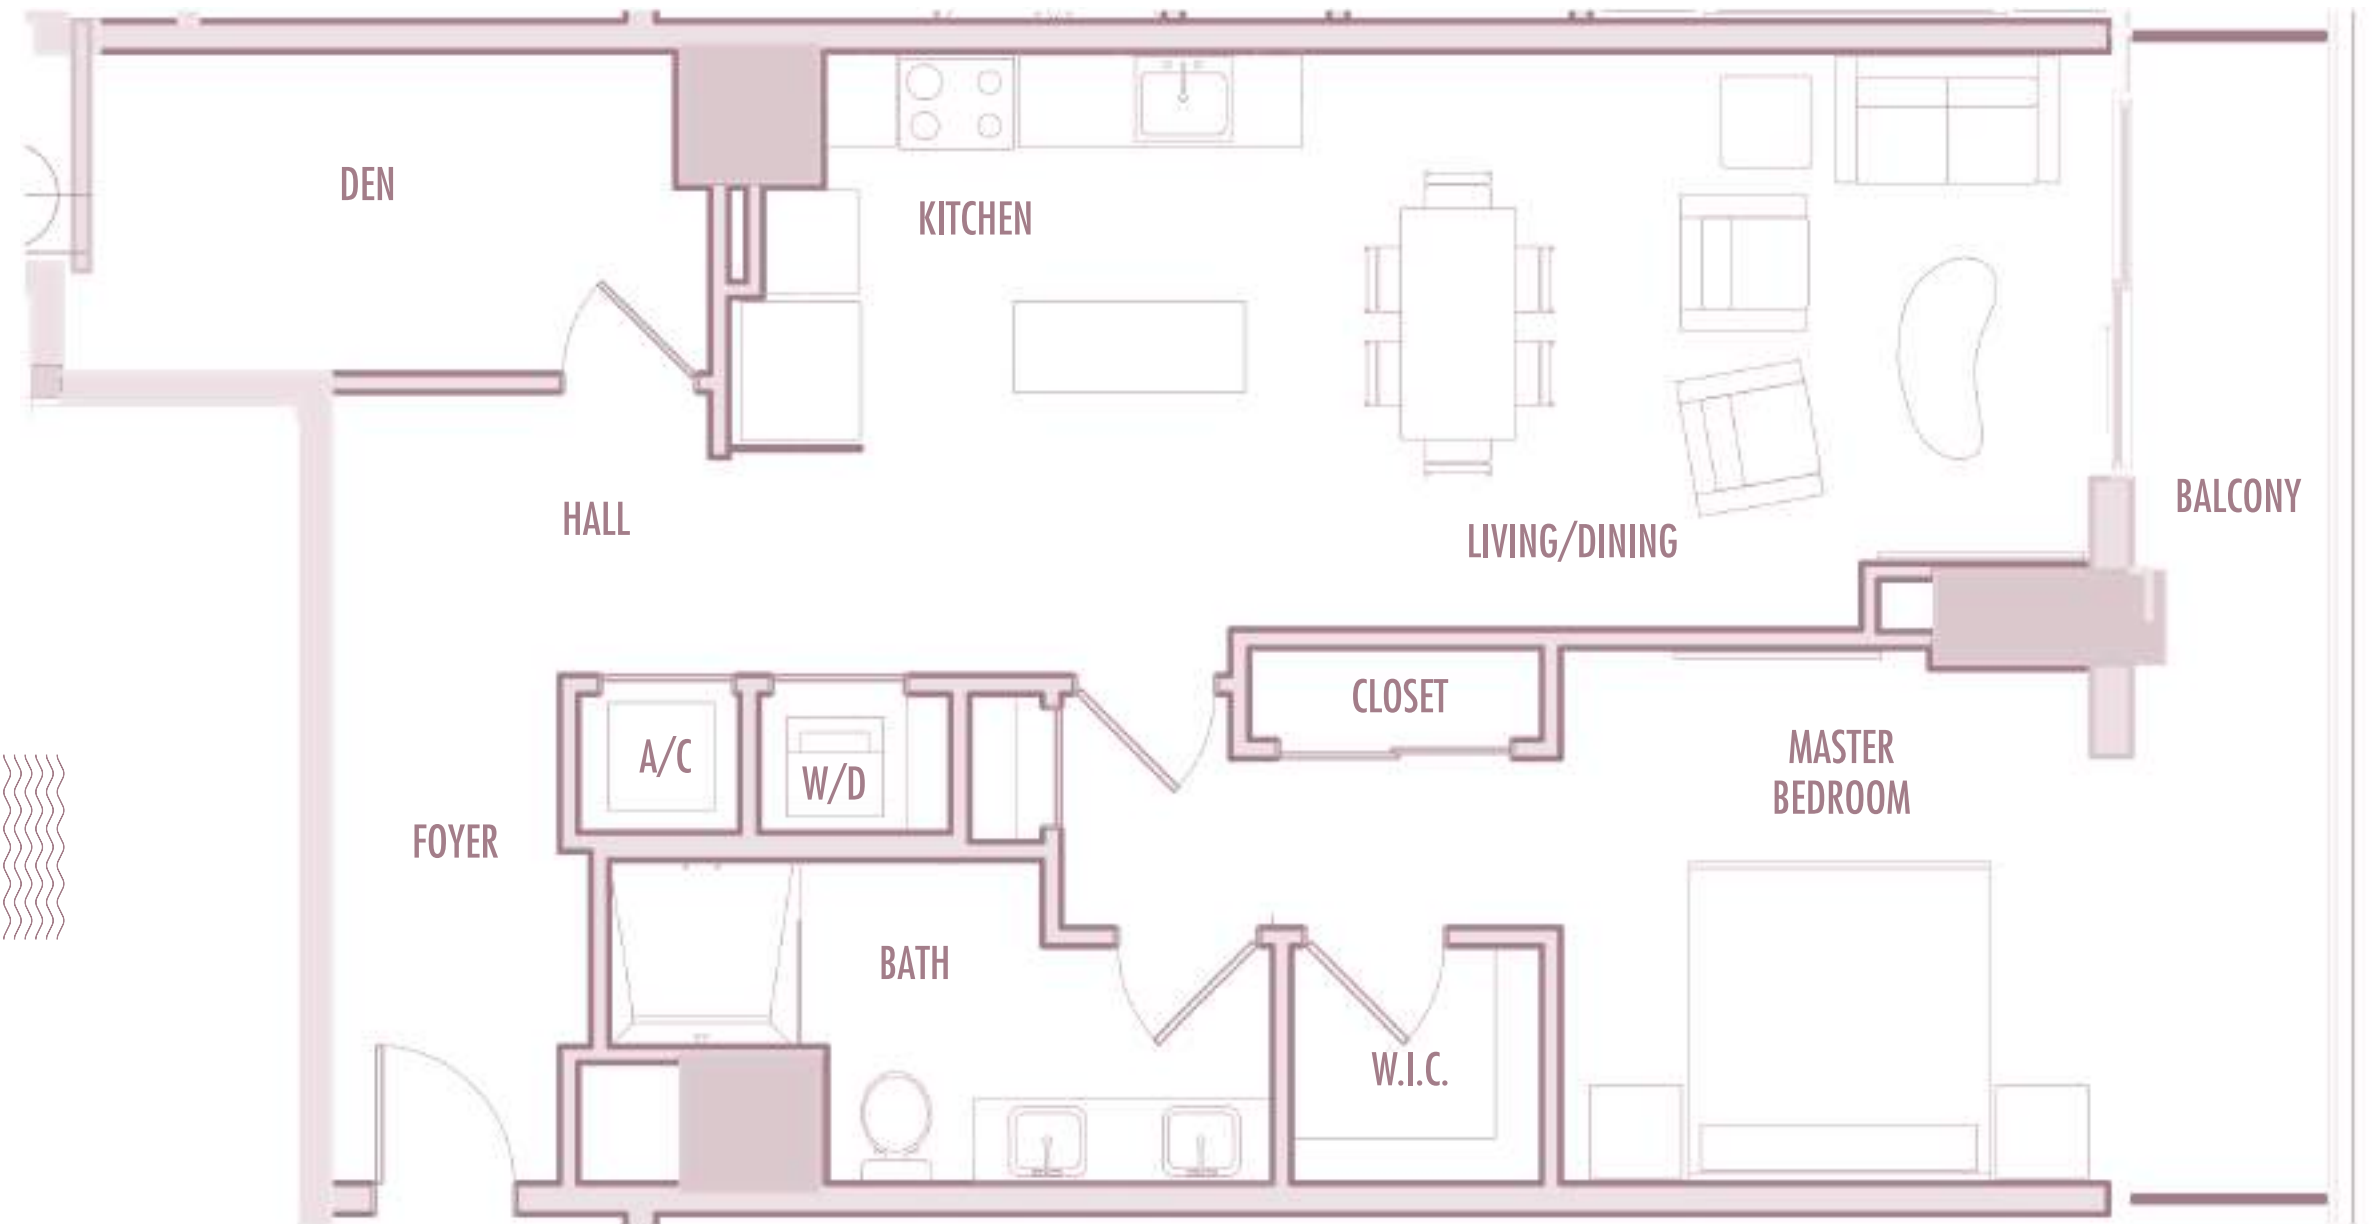 DEN
KITCHEN
BALCONY
HALL
LIVING/DINING
CLOSET
A/C
W/D
MASTER
BEDROOM
FOYER
BATH
W.I.C.